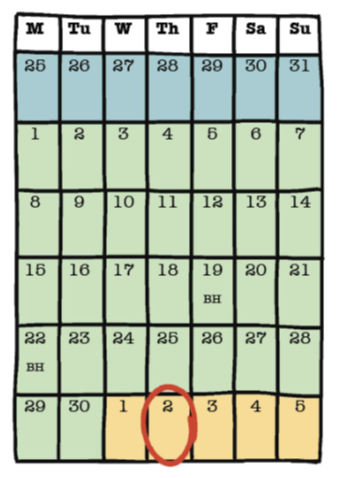 M Tu W Th F Sa Su
25 26 27 28 29 30 31
1 2 3 4 5 6 7
8 9 10 11 12 13 14
15 16 17 18 19 20 21
BH
22 23 24 25 26 27 28
BH
29 30 1 2 3 4 5